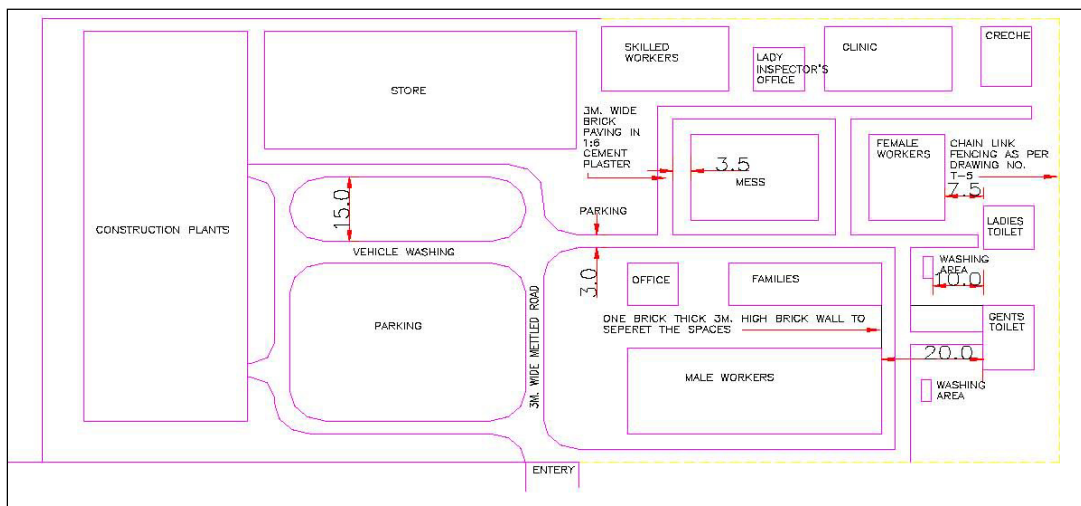 SKILLED
WORKERS
LADY
INSPECTOR'S
OFFICE
CLINIC
CRECHE
STORE
3M. WIDE
BRICK
PAVING IN
1:6
CEMENT
PLASTER
3.5
MESS
FEMALE
WORKERS
CHAIN LINK
FENCING AS PER
DRAWING NO.
T-5
7.5
15.0
PARKING
LADIES
TOILET
CONSTRUCTION PLANTS
VEHICLE WASHING
3.0
WASHING
AREA
10.0
OFFICE
FAMILIES
PARKING
3M. WIDE METTLED ROAD
ONE BRICK THICK 3M. HIGH BRICK WALL TO
SEPERET THE SPACES
GENTS
TOILET
20.0
MALE WORKERS
WASHING
AREA
ENTERY